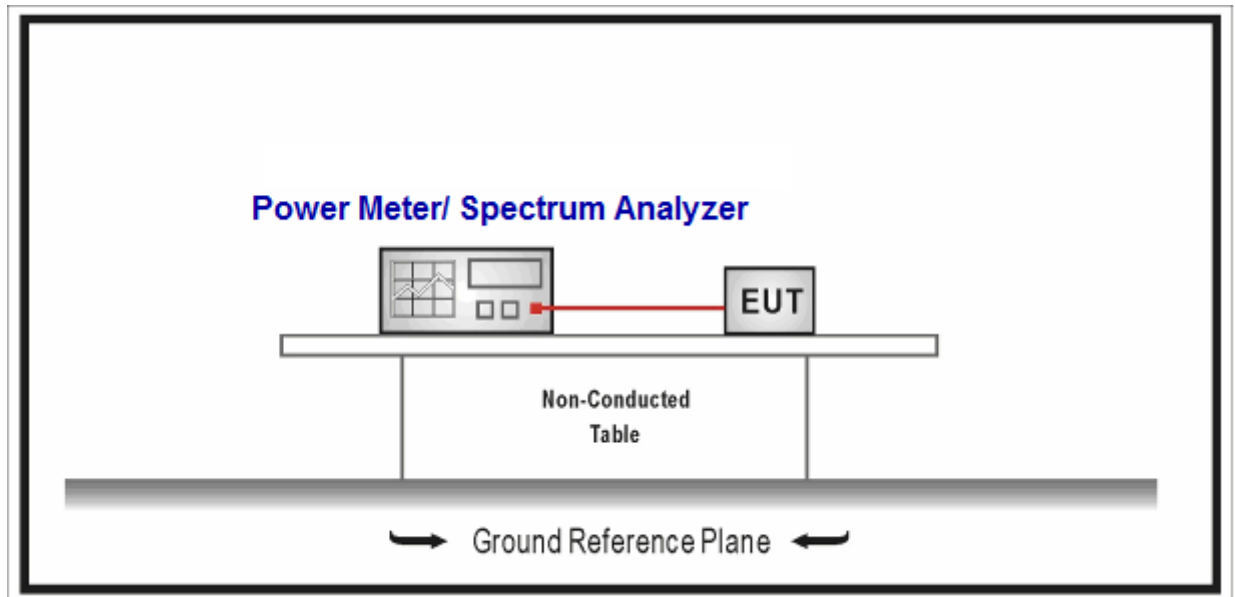 Power Meter/ Spectrum Analyzer
EUT
Non-Conducted
Table
Ground Reference Plane